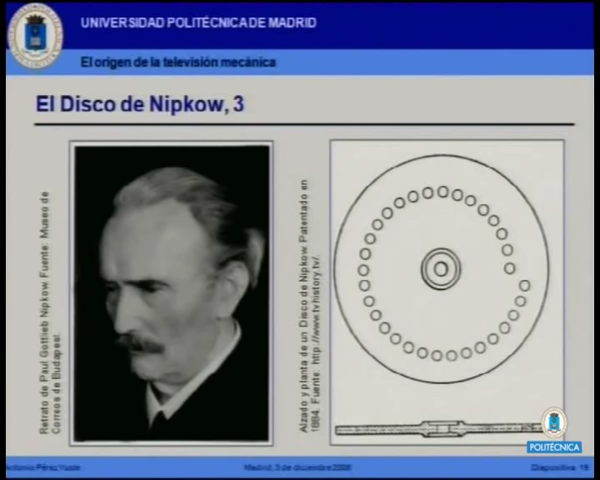 UNIVERSIDAD POLITÉCNICA DE MADRID
El origen de la televisión mecánica
El Disco de Nipkow, 3
Retrato de Paul Gottlieb Nipkow. Fuente: Museo de
Correos de Budapest.
Alzado y planta de un Disco de Nipkow. Patentado en
1884. Fuente: http://www.tvhistory.tv/.
POLITÉCNICA
Antonio Pérez Yuste
Madrid, 3 de diciembre 2008
Diapositiva 19